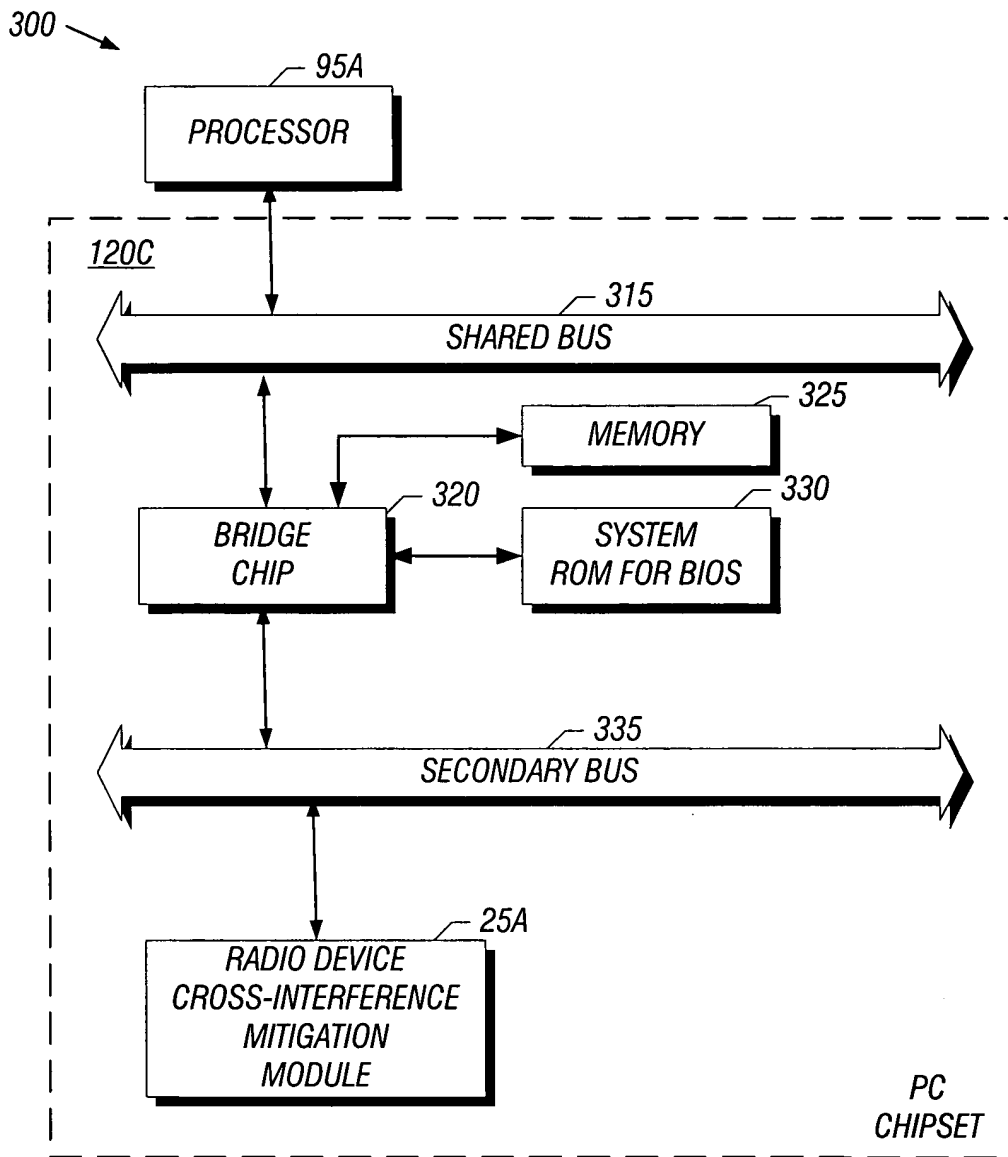 300
95A
PROCESSOR
120C
315
SHARED BUS
325
MEMORY
320
330
BRIDGE
CHIP
SYSTEM
ROM FOR BIOS
335
SECONDARY BUS
25A
RADIO DEVICE
CROSS-INTERFERENCE
MITIGATION
MODULE
PC
CHIPSET